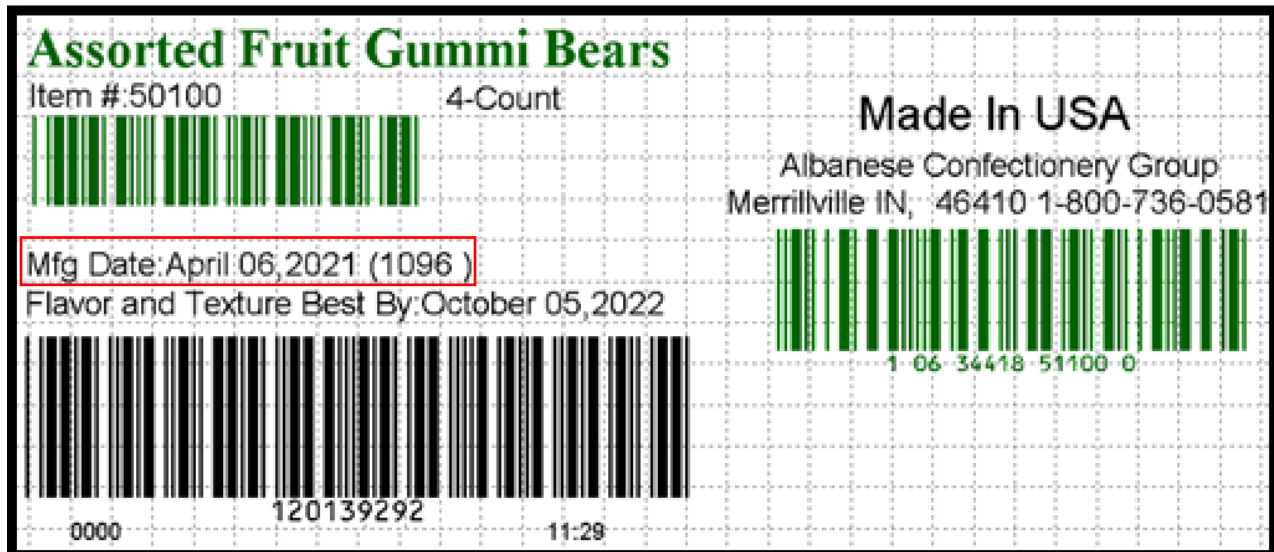 Assorted Fruit Gummi Bears
Item #:50100 4-Count
Mfg Date:April 06,2021 (1096 )
Flavor and Texture Best By:October 05,2022
120139292
0000 11:29
Made In USA
Albanese Confectionery Group
Merrillville IN, 46410 1-800-736-0581
1 06 34418 51100 0